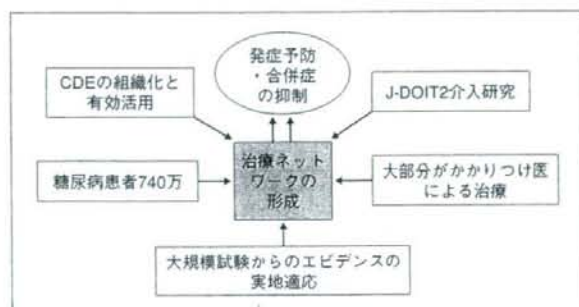 発症予防
・合併症
の抑制
CDEの組織化と
有効活用
J-DOIT2介入研究
治療ネット
ワークの
形成
糖尿病患者740万
大部分がかかりつけ医
による治療
大規模試験からのエビデンスの
実地適応